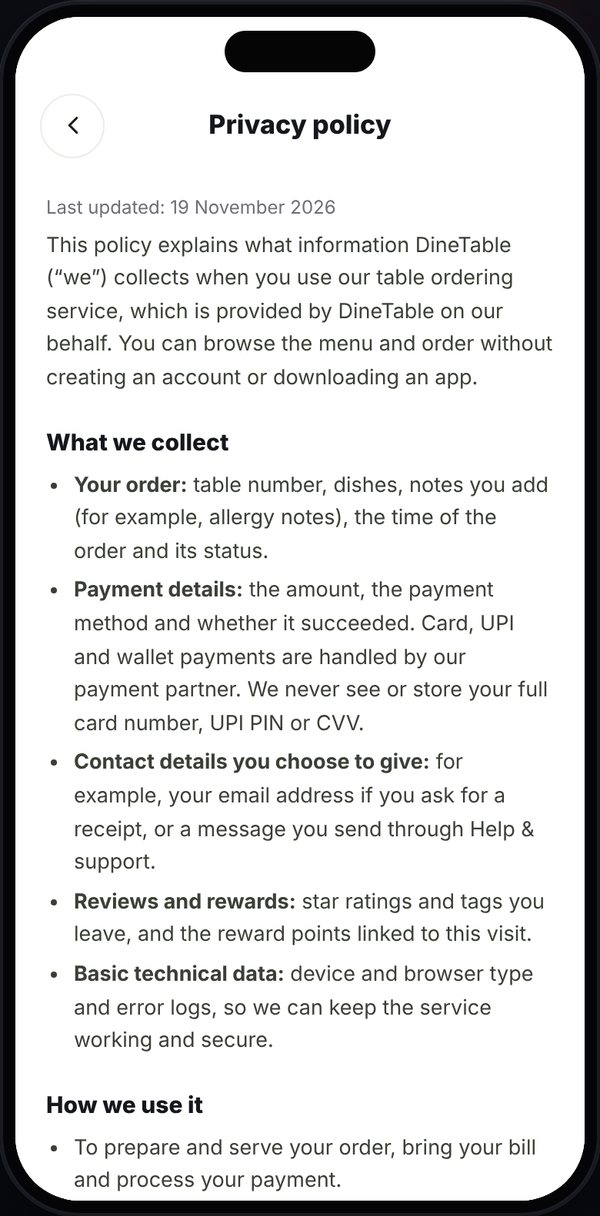 Privacy policy
Last updated: 19 November 2026
This policy explains what information DineTable
(“we”) collects when you use our table ordering
service, which is provided by DineTable on our
behalf. You can browse the menu and order without
creating an account or downloading an app.
What we collect
• Your order: table number, dishes, notes you add
(for example, allergy notes), the time of the
order and its status.
• Payment details: the amount, the payment
method and whether it succeeded. Card, UPI
and wallet payments are handled by our
payment partner. We never see or store your full
card number, UPI PIN or CVV.
• Contact details you choose to give: for
example, your email address if you ask for a
receipt, or a message you send through Help &
support.
• Reviews and rewards: star ratings and tags you
leave, and the reward points linked to this visit.
• Basic technical data: device and browser type
and error logs, so we can keep the service
working and secure.
How we use it
• To prepare and serve your order, bring your bill
and process your payment.